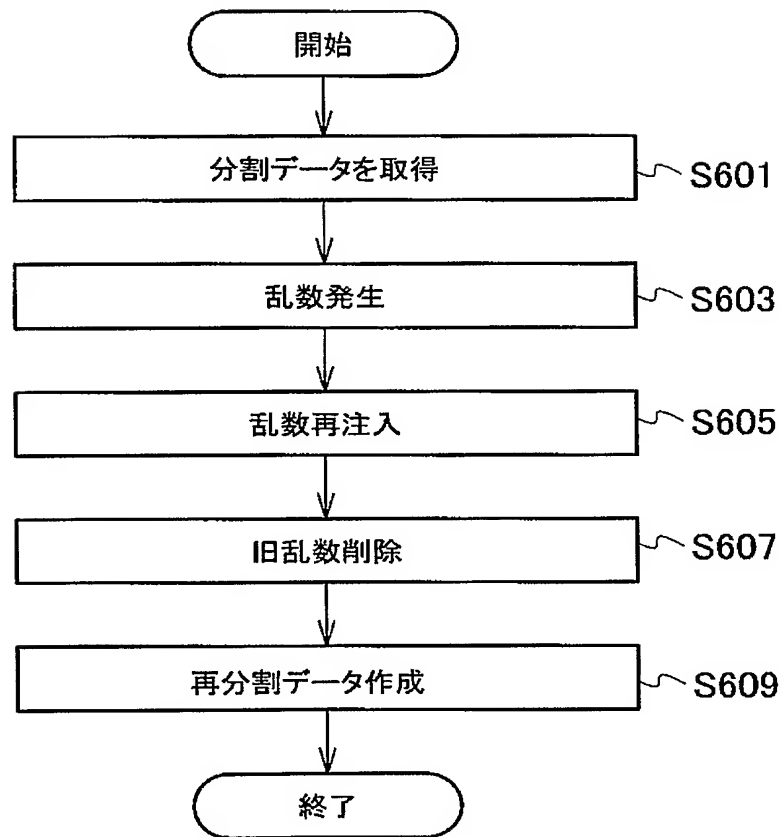 開始
分割データを取得
S601
乱数発生
S603
乱数再注入
S605
旧乱数削除
S607
再分割データ作成
S609
終了